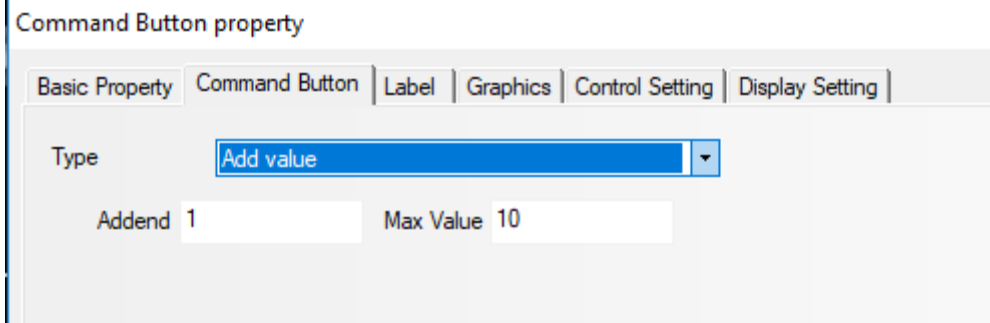 Command Button property
Basic Property Command Button Label Graphics Control Setting Display Setting
Type Add value
Addend 1 Max Value 10